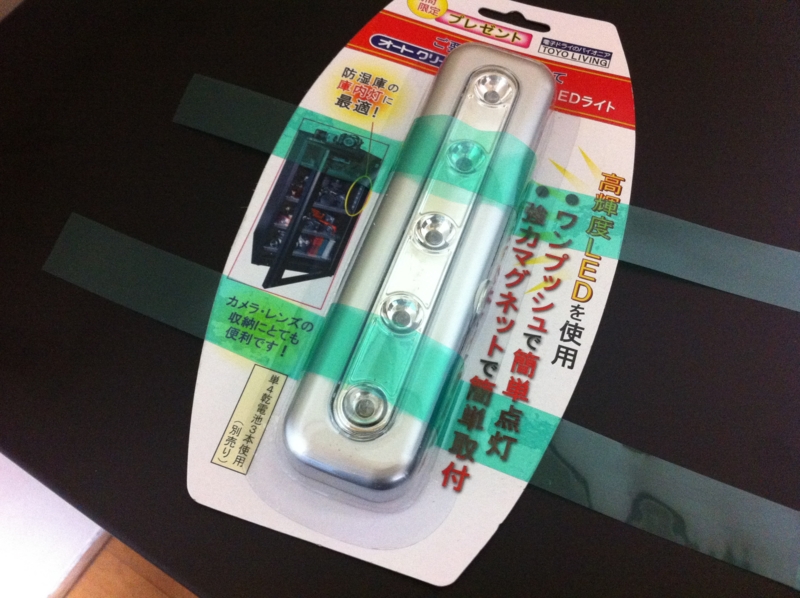 限定
プレゼント
電子ドライのパイオニア
TOYO LIVING
オート クリー
EDライト
防湿庫の
庫内灯に
最適!
高輝度LEDを使用
●ワンプッシュで簡単点灯
●強力マグネットで簡単取付
カメラ・レンズの
収納にとても
便利です!
単4乾電池3本使用
(別売り)